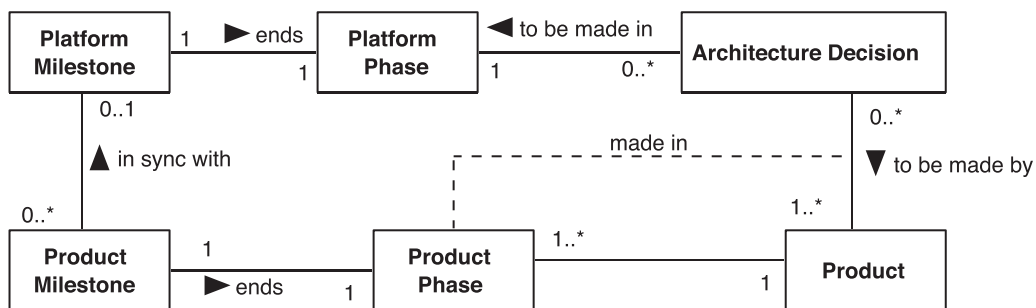 Platform
Milestone
1
ends
1
Platform
Phase
to be made in
1
0..*
Architecture Decision
0..1
0..*
in sync with
made in
to be made by
0..*
1..*
Product
Milestone
1
ends
1
Product
Phase
1..*
1
Product